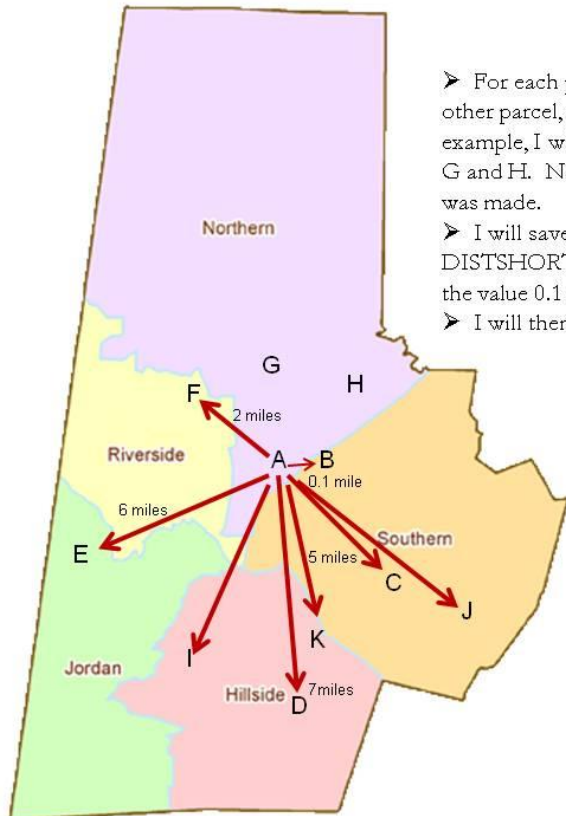 ➢ For each p
other parcel,
example, I w
G and H. N
was made.
➢ I will save
DISTSHORT
the value 0.1
➢ I will ther
Northern
G
H
F
2 miles
Riverside
A
B
0.1 mile
6 miles
Southern
E
5 miles
C
J
K
I
Jordan
Hillside
7miles
D